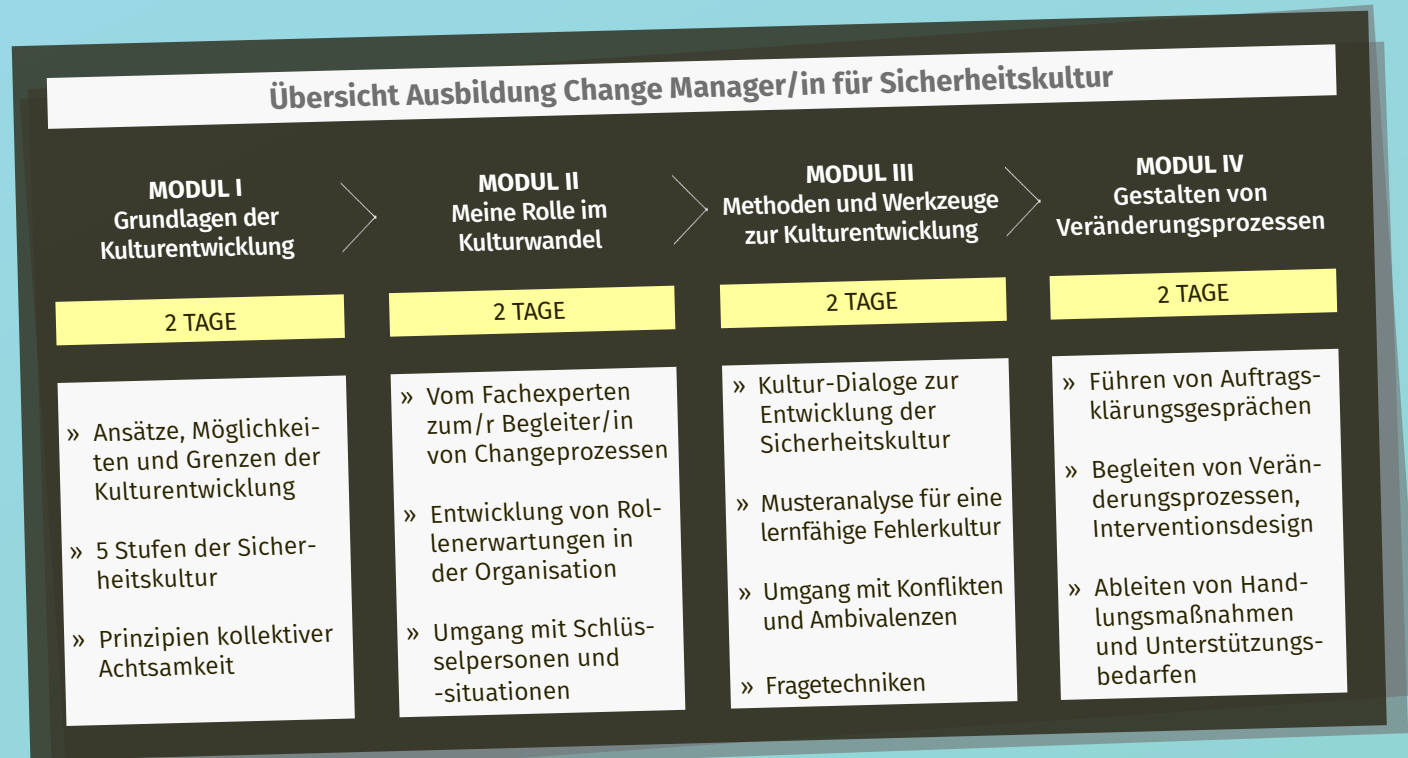 Übersicht Ausbildung Change Manager/in für Sicherheitskultur
MODUL I
Grundlagen der
Kulturentwicklung
2 TAGE
» Ansätze, Möglichkei-
ten und Grenzen der
Kulturentwicklung
» 5 Stufen der Sicher-
heitskultur
» Prinzipien kollektiver
Achtsamkeit
MODUL II
Meine Rolle im
Kulturwandel
2 TAGE
» Vom Fachexperten
zum/r Begleiter/in
von Changeprozessen
» Entwicklung von Rol-
lenerwartungen in
der Organisation
» Umgang mit Schlüs-
selpersonen und
-situationen
MODUL III
Methoden und Werkzeuge
zur Kulturentwicklung
2 TAGE
» Kultur-Dialoge zur
Entwicklung der
Sicherheitskultur
» Musteranalyse für eine
lernfähige Fehlerkultur
» Umgang mit Konflikten
und Ambivalenzen
» Fragetechniken
MODUL IV
Gestalten von
Veränderungsprozessen
2 TAGE
» Führen von Auftrags-
klärungsgesprächen
» Begleiten von Verän-
derungsprozessen,
Interventionsdesign
» Ableiten von Hand-
lungsmaßnahmen
und Unterstützungs-
bedarfen